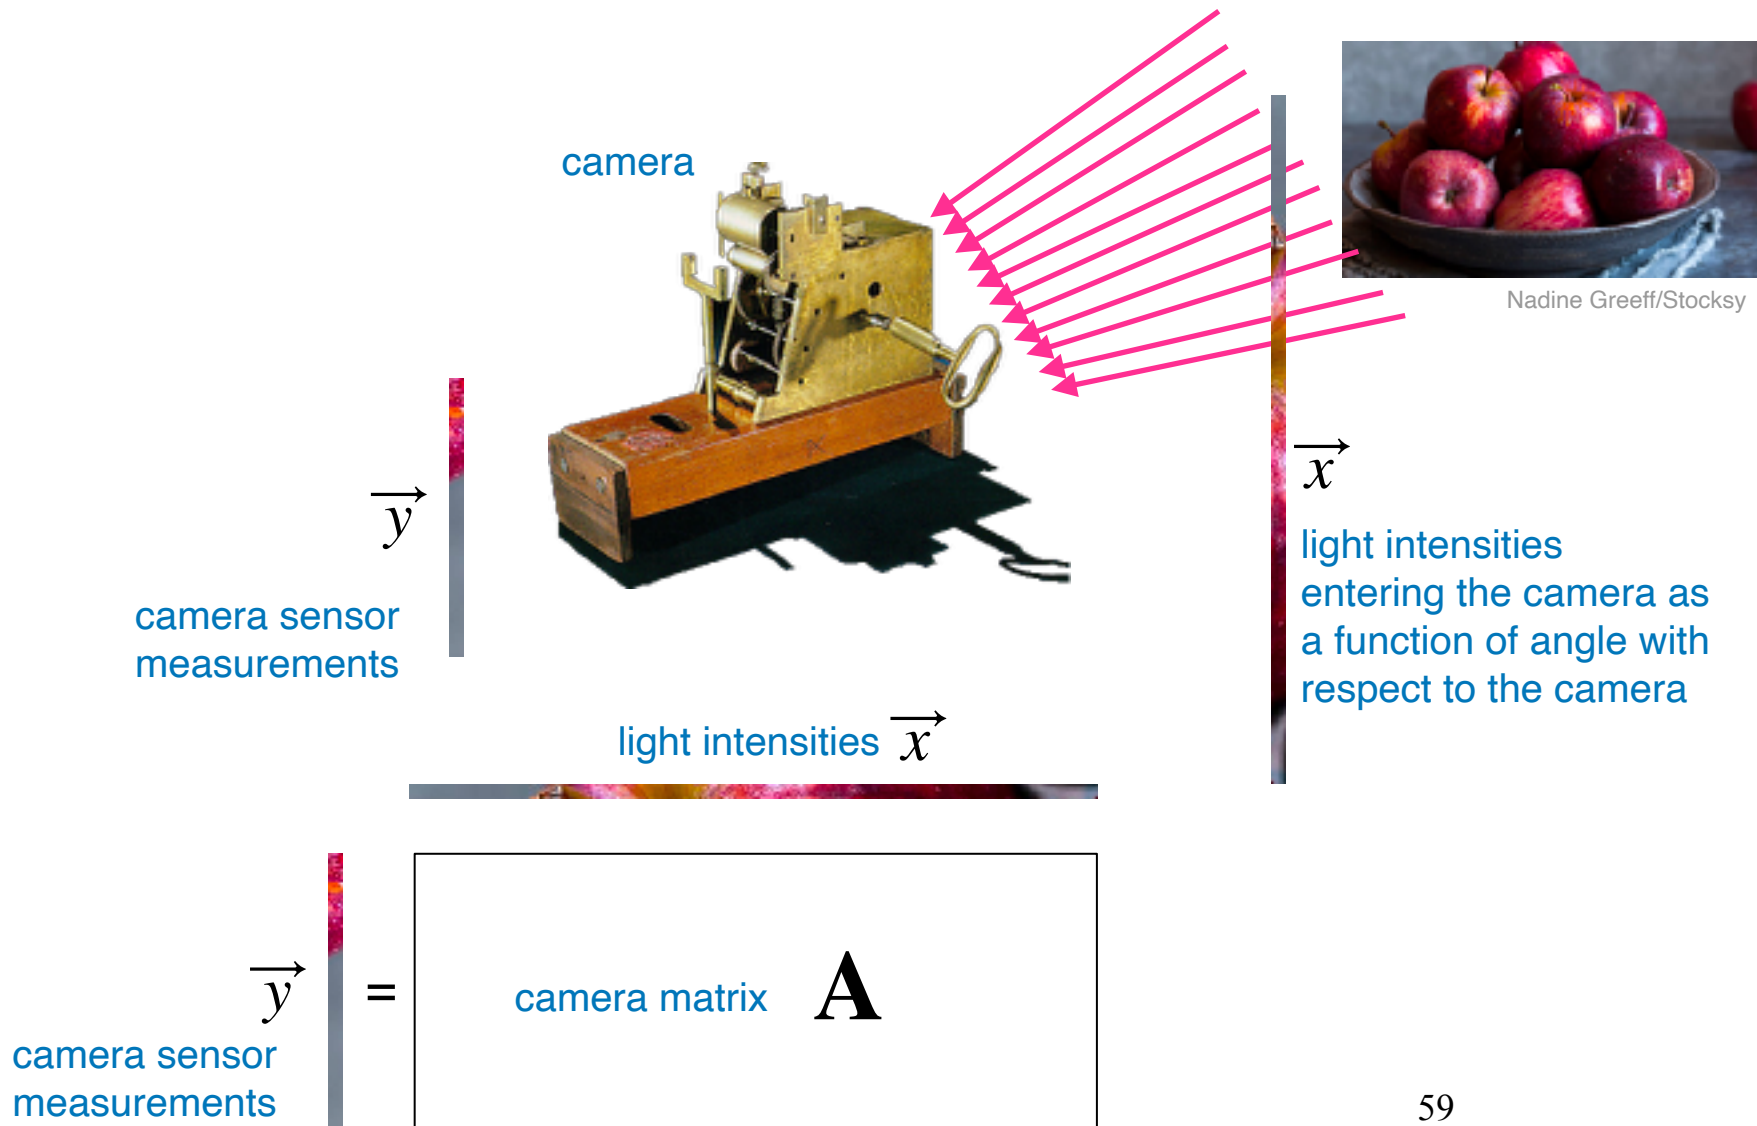 camera
Nadine Greeff/Stocksy
x
y
light intensities
entering the camera as
a function of angle with
respect to the camera
camera sensor
measurements
light intensities x
y = camera matrix A
camera sensor
measurements
59